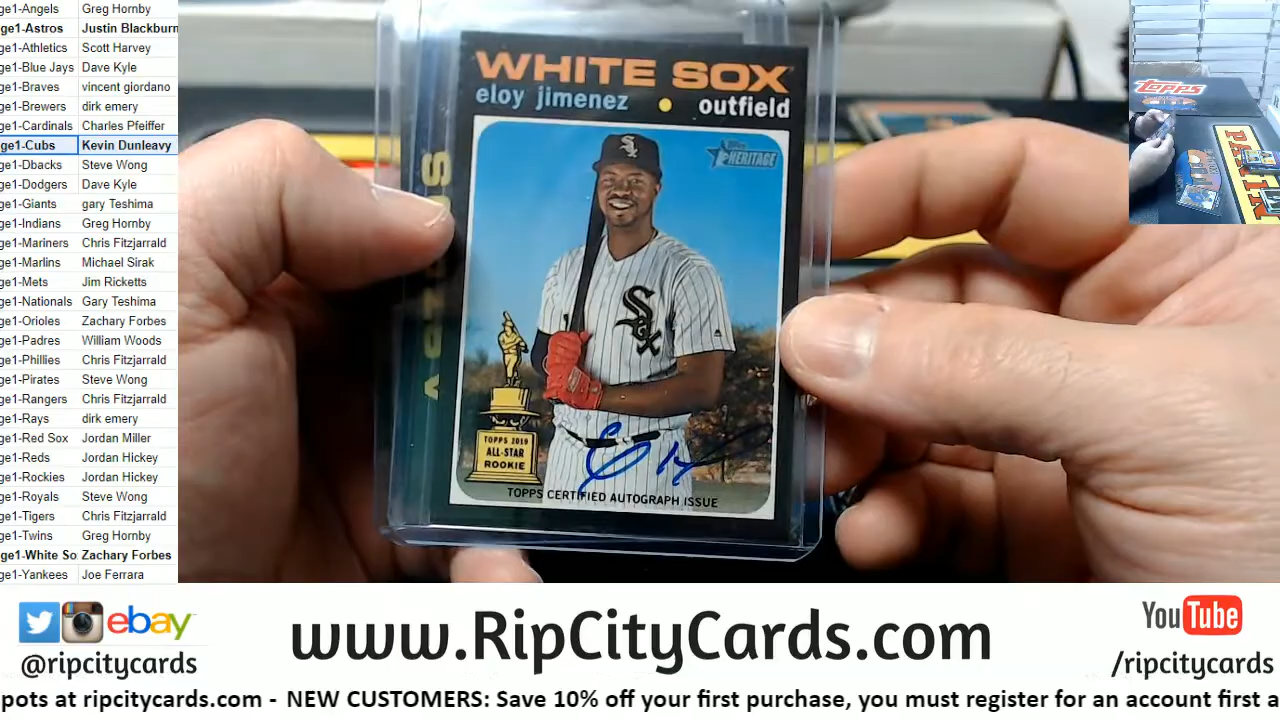 ge1-Angels Greg Hornby
ge1-Astros Justin Blackburn
ge1-Athletics Scott Harvey
ge1-Blue Jays Dave Kyle
ge1-Braves vincent giordano
ge1-Brewers dirk emery
ge1-Cardinals Charles Pfeiffer
ge1-Cubs Kevin Dunleavy
ge1-Dbacks Steve Wong
ge1-Dodgers Dave Kyle
ge1-Giants gary Teshima
ge1-Indians Greg Hornby
ge1-Mariners Chris Fitzjarrald
ge1-Marlins Michael Sirak
ge1-Mets Jim Ricketts
ge1-Nationals Gary Teshima
ge1-Orioles Zachary Forbes
ge1-Padres William Woods
ge1-Phillies Chris Fitzjarrald
ge1-Pirates Steve Wong
ge1-Rangers Chris Fitzjarrald
ge1-Rays dirk emery
ge1-Red Sox Jordan Miller
ge1-Reds Jordan Hickey
ge1-Rockies Jordan Hickey
ge1-Royals Steve Wong
ge1-Tigers Chris Fitzjarrald
ge1-Twins Greg Hornby
ge1-White So Zachary Forbes
ge1-Yankees Joe Ferrara
WHITE SOX
eloy jimenez • outfield
Topps HERITAGE
Sox
Sox
TOPPS 2019
ALL-STAR
ROOKIE
TOPPS CERTIFIED AUTOGRAPH ISSUE
Topps
ebay
@ripcitycards
www.RipCityCards.com
YouTube
/ripcitycards
pots at ripcitycards.com - NEW CUSTOMERS: Save 10% off your first purchase, you must register for an account first a